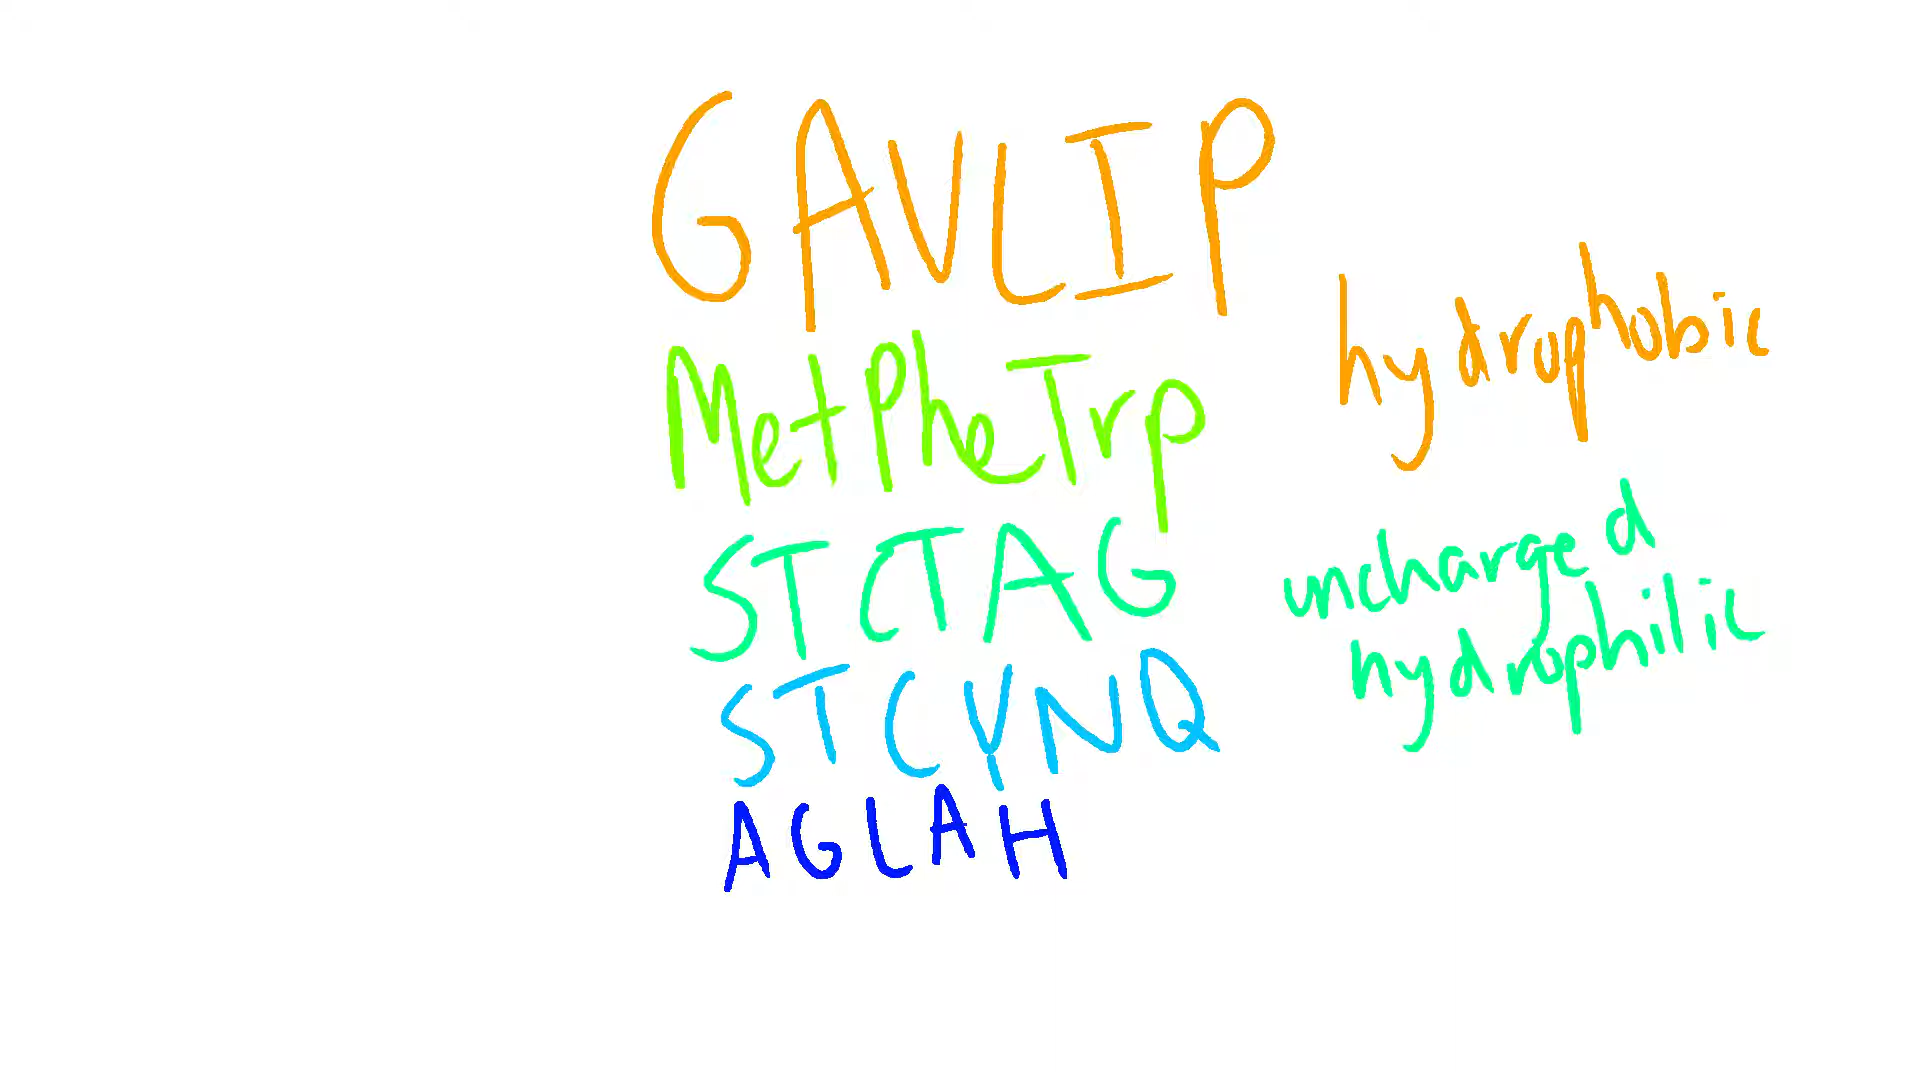 GAVLIP
hydrophobic
MetPheTrp
STCTAG
uncharged
hydrophilic
STCYNQ
AGLAH